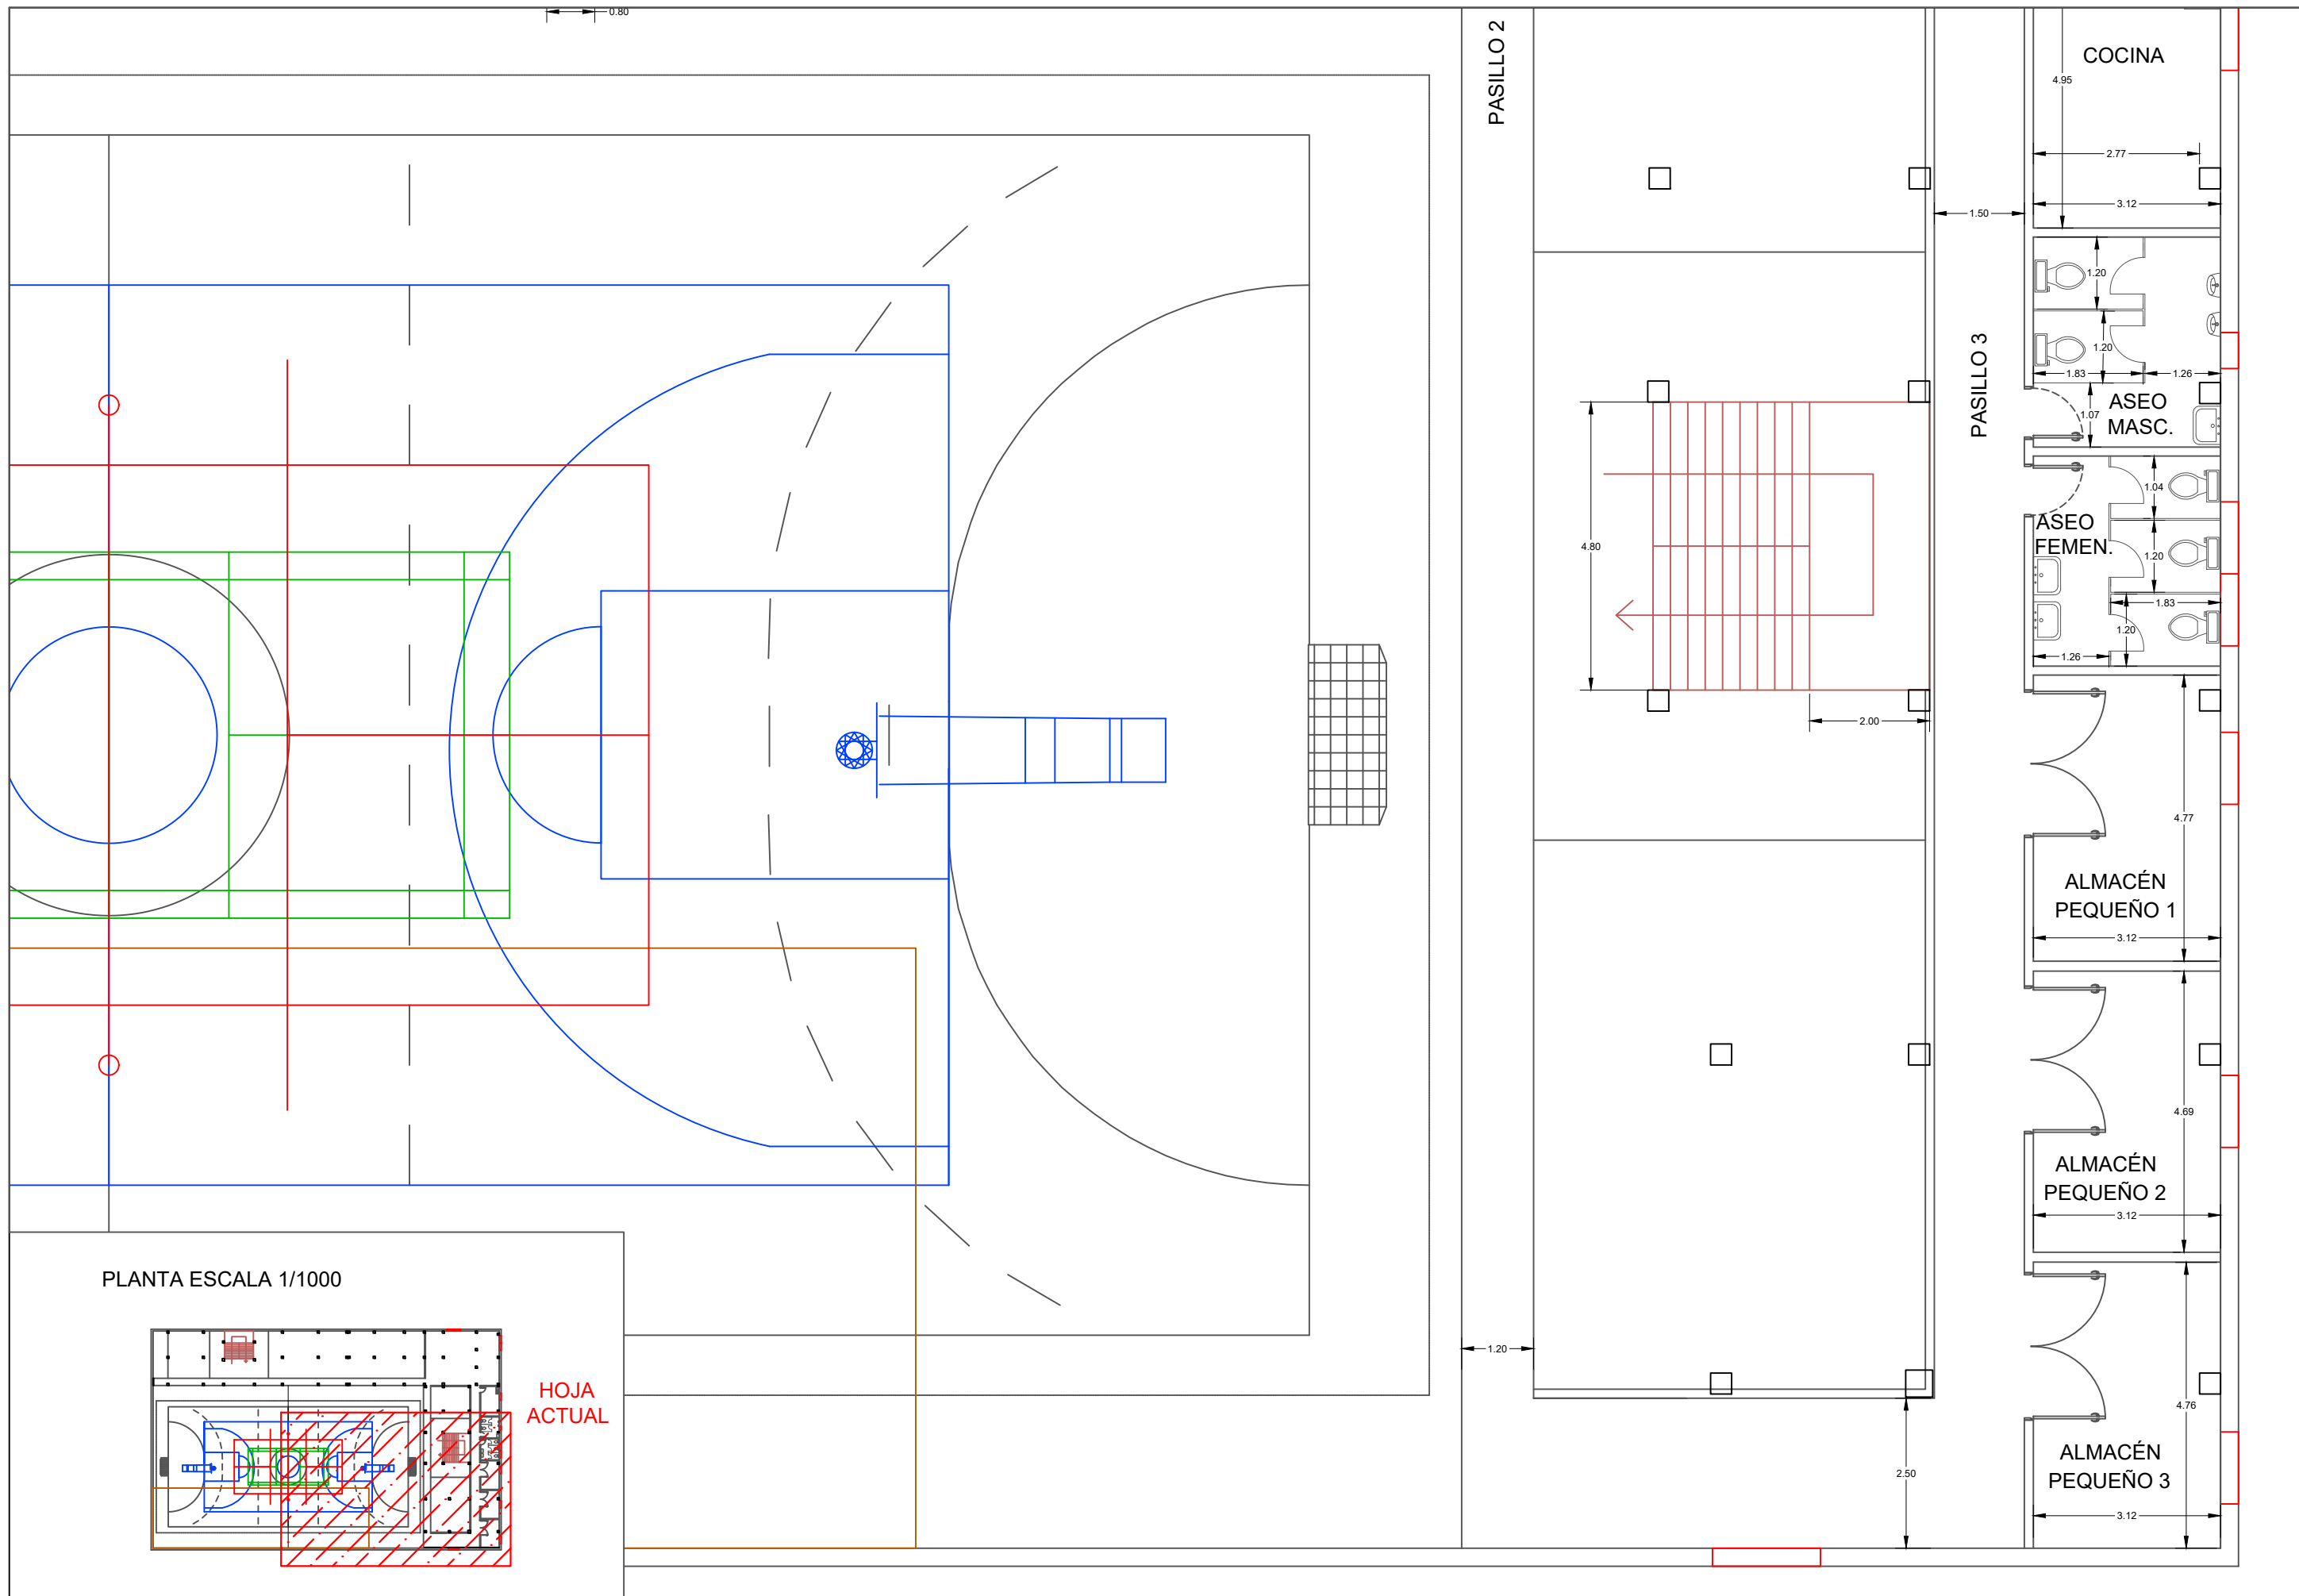 0.80
PASILLO 2
COCINA
4.95
2.77
3.12
1.50
1.20
1.20
1.83
1.26
PASILLO 3
ASEO
MASC.
1.07
1.04
ASEO
FEMEN.
4.80
1.20
1.83
1.20
1.26
2.00
4.77
ALMACÉN
PEQUEÑO 1
3.12
4.69
ALMACÉN
PEQUEÑO 2
3.12
PLANTA ESCALA 1/1000
1.20
HOJA
ACTUAL
4.76
ALMACÉN
PEQUEÑO 3
2.50
3.12